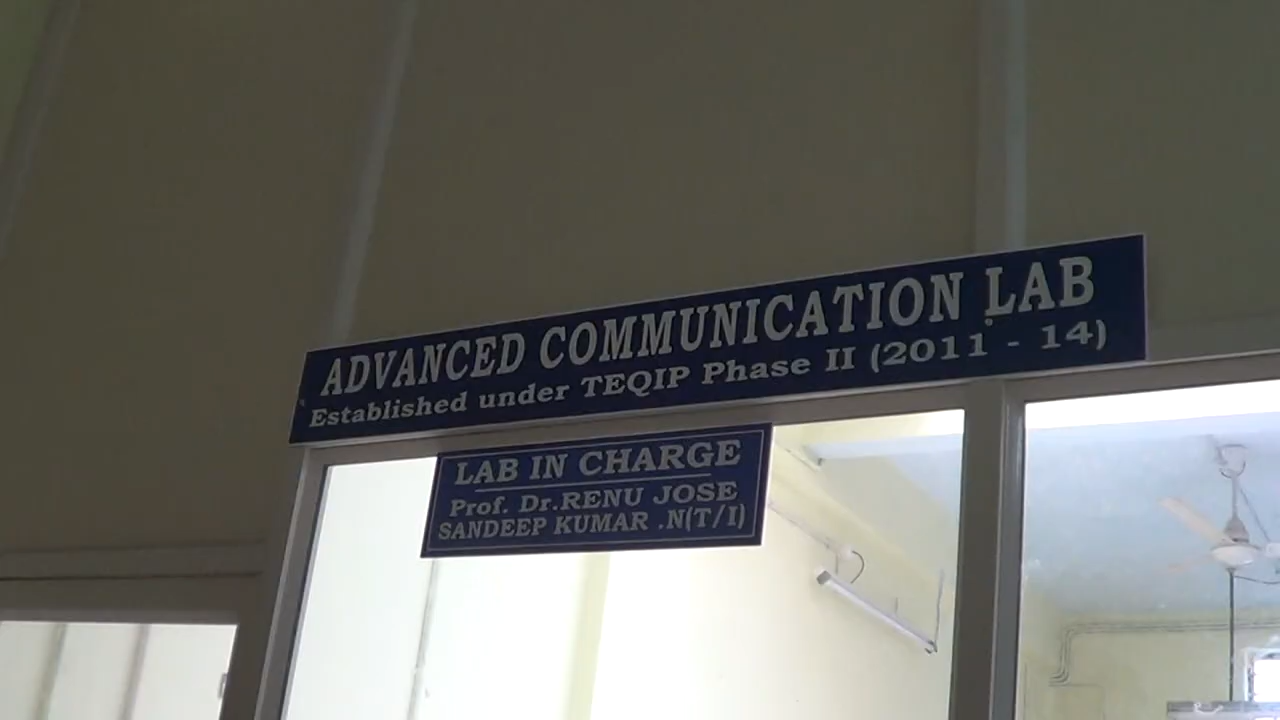 ADVANCED COMMUNICATION LAB
Established under TEQIP Phase II (2011 - 14)
LAB IN CHARGE
Prof. Dr.RENU JOSE
SANDEEP KUMAR .N(T/I)